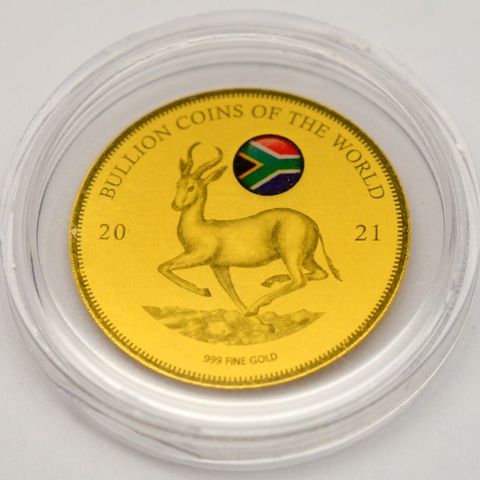 BULLION COINS OF THE WORLD
20 21
999 FINE GOLD